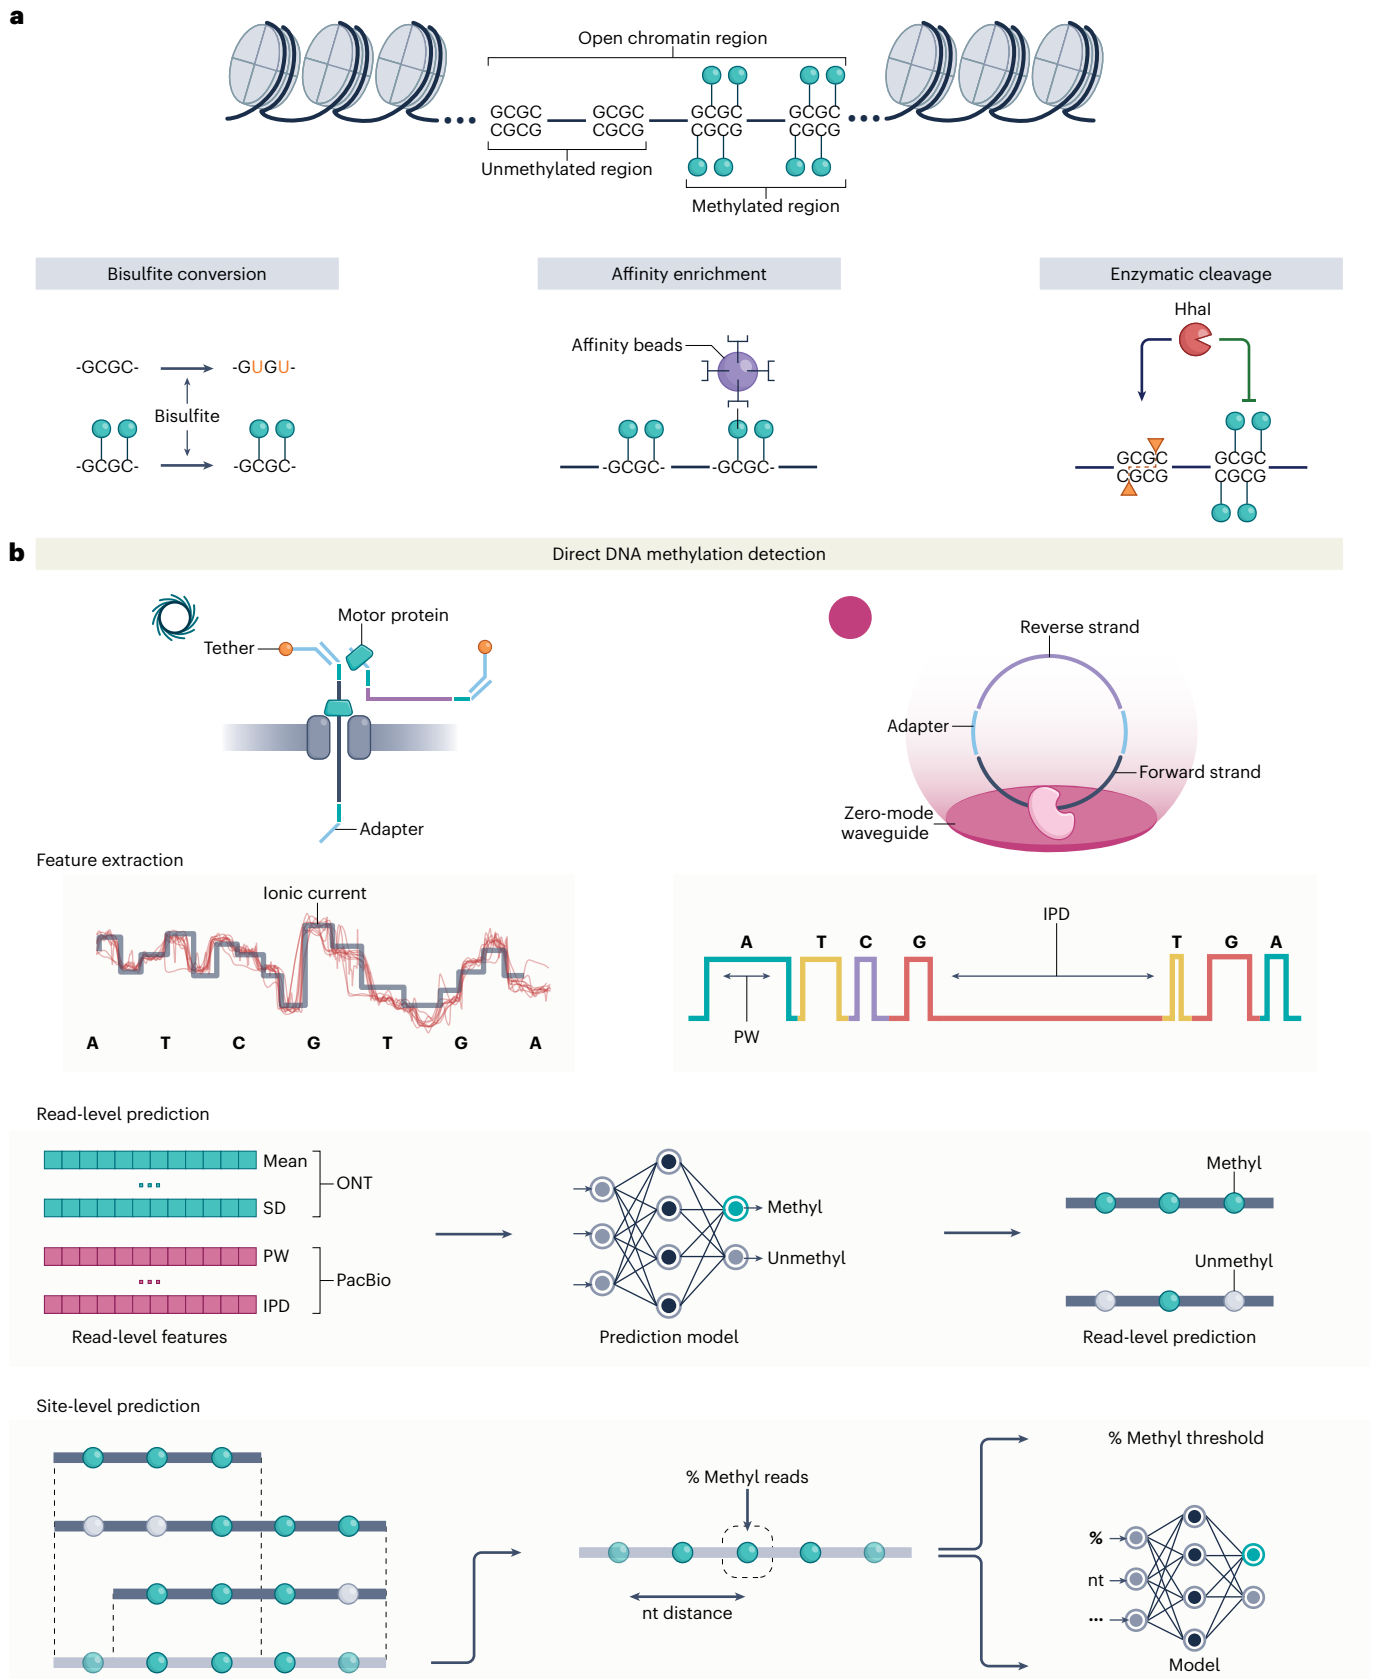 a
Open chromatin region
GCGC
CGCG
GCGC
CGCG
GCGC
CGCG
GCGC
CGCG
Unmethylated region
Methylated region
Bisulfite conversion
-GCGC-
-GUGU-
Bisulfite
-GCGC-
-GCGC-
Affinity enrichment
Affinity beads
-GCGC-
-GCGC-
Enzymatic cleavage
HhaI
GCGC
CGCG
GCGC
CGCG
b
Direct DNA methylation detection
Motor protein
Tether
Adapter
Reverse strand
Adapter
Forward strand
Zero-mode
waveguide
Feature extraction
Ionic current
A T C G T G A
IPD
A T C G T G A
PW
Read-level prediction
Mean
...
SD
ONT
PW
...
IPD
PacBio
Read-level features
Methyl
Unmethyl
Prediction model
Methyl
Unmethyl
Read-level prediction
Site-level prediction
% Methyl reads
nt distance
% Methyl threshold
%
nt
...
Model